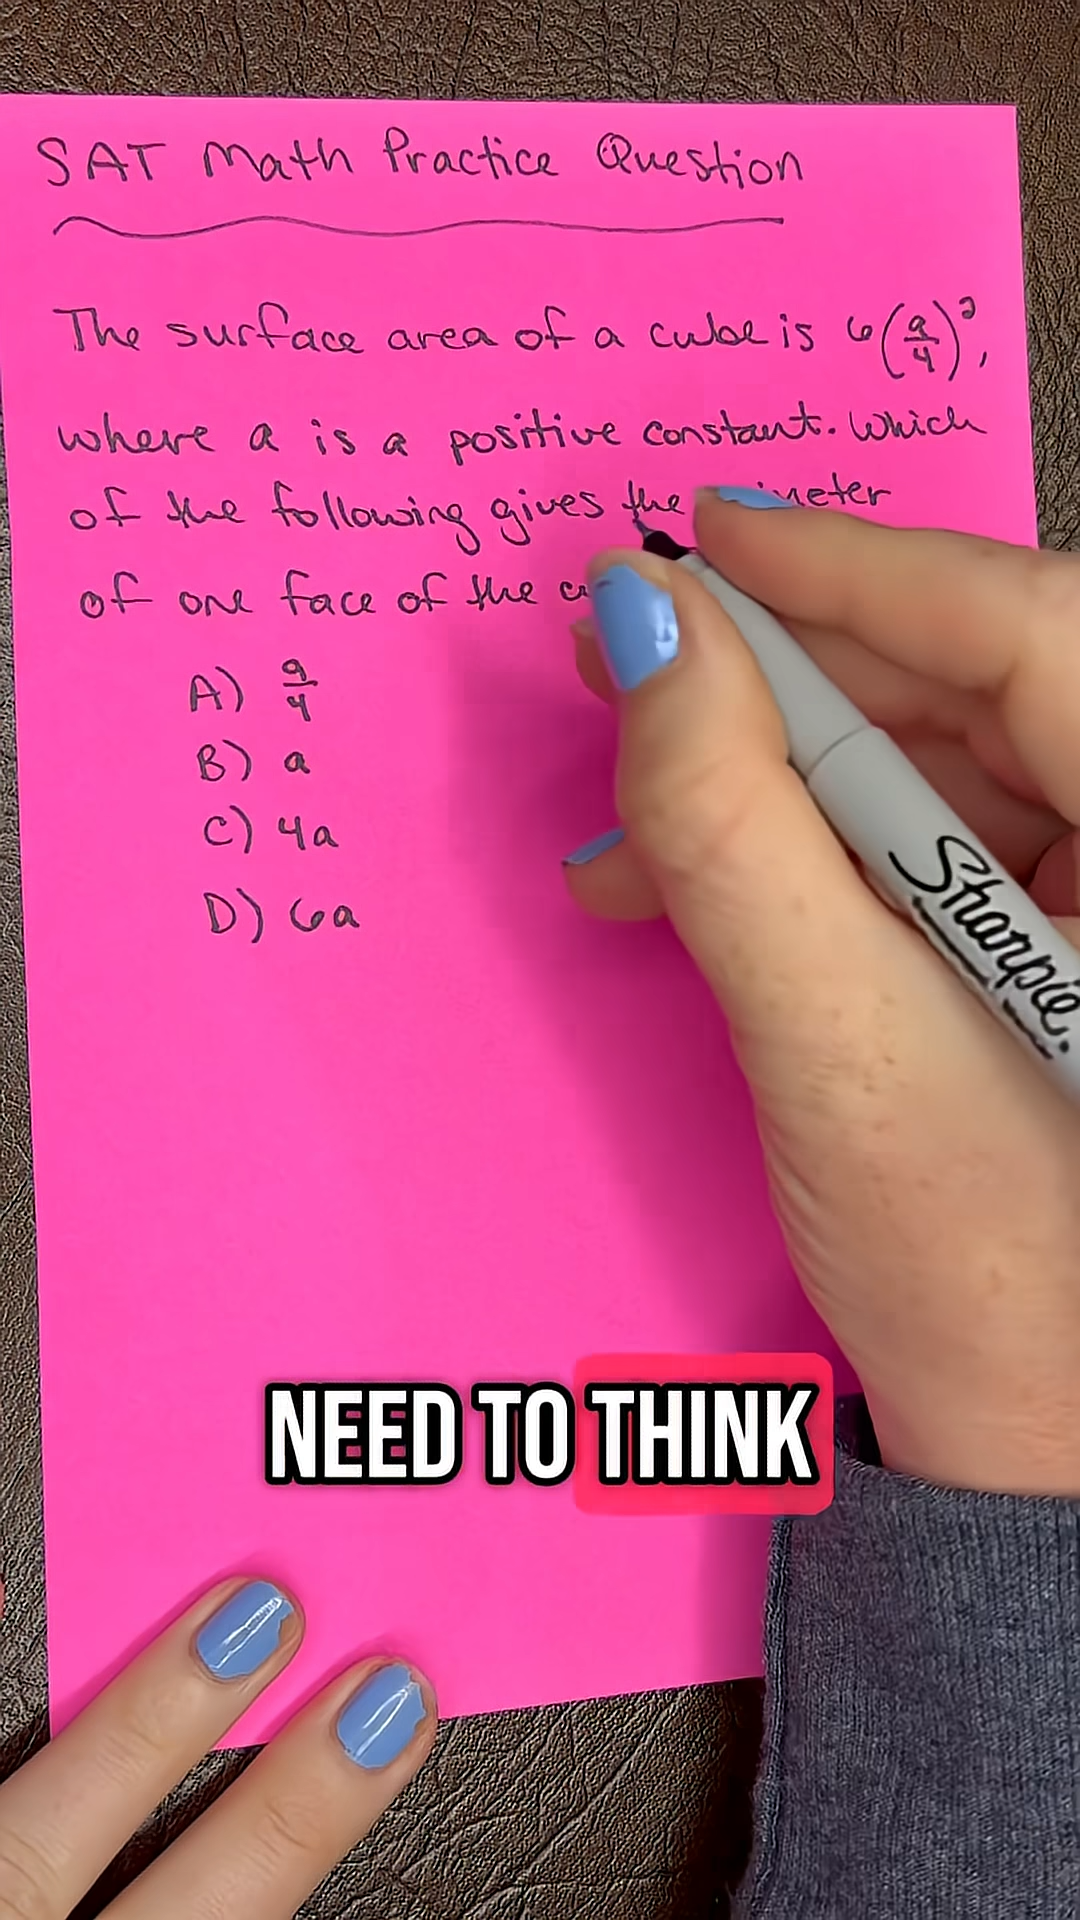 SAT Math Practice Question
The surface area of a cube is 6(a/4)²,
where a is a positive constant. Which
of the following gives the
of one face of the
A) a/4
B) a
C) 4a
D) 6a
Sharpie.
NEED TO THINK